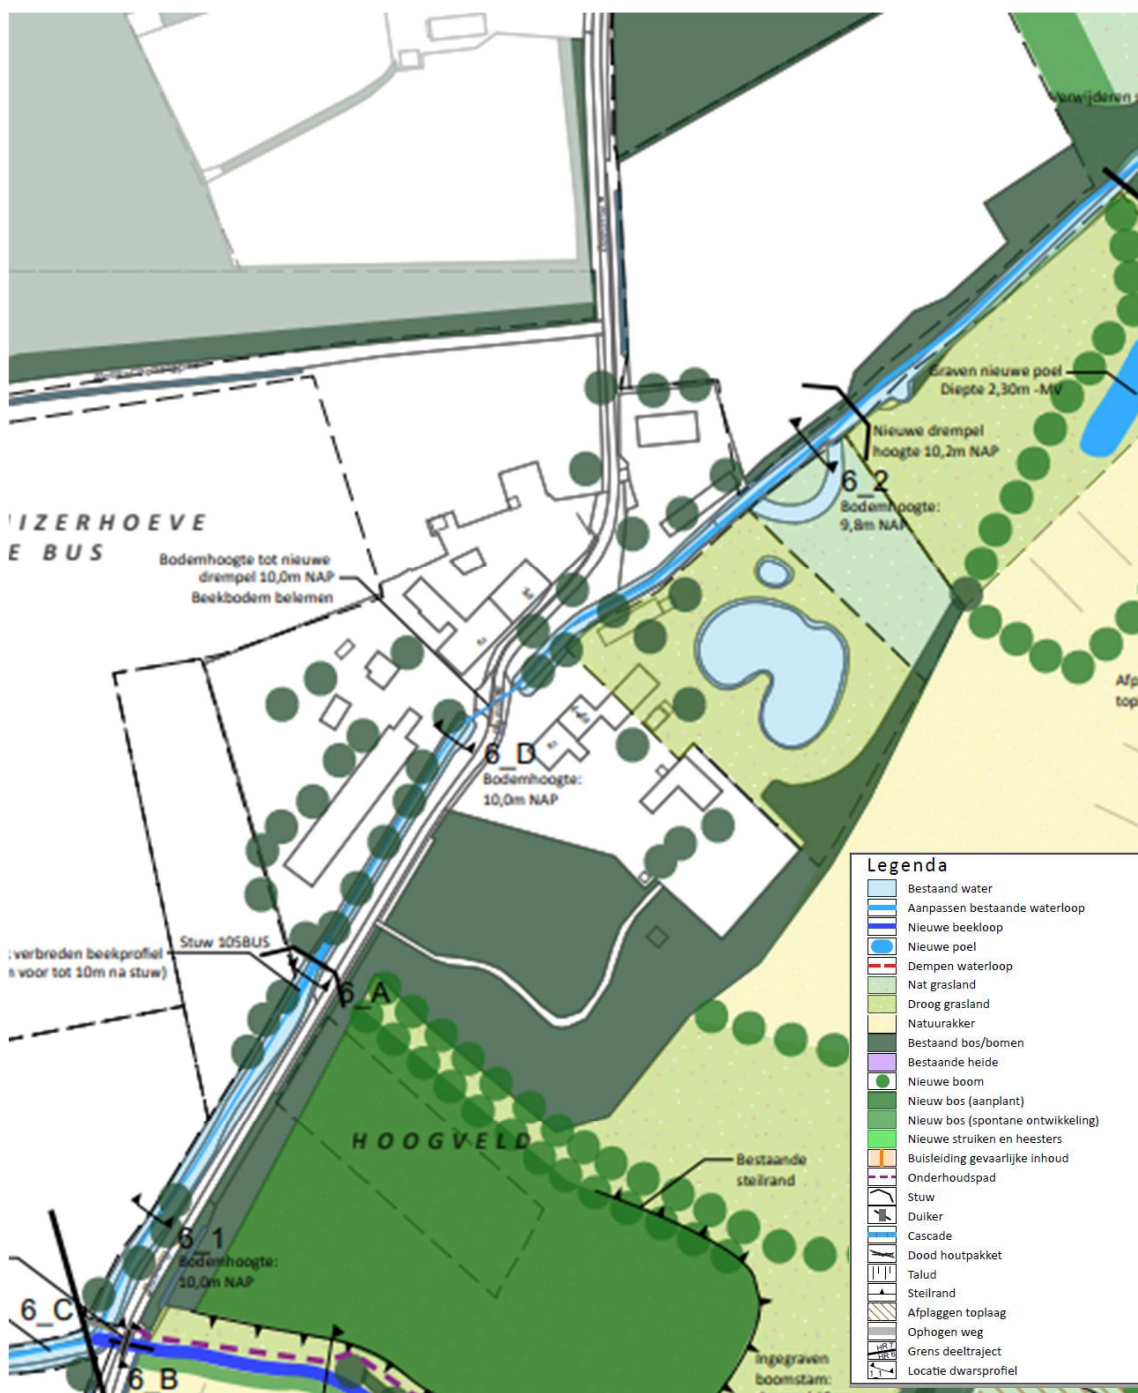 Verwijderen
Graven nieuwe poel
Diepte 2,30m -MV
Nieuwe drempel
hoogte 10,2m NAP
6_2
Bodemhoogte:
9,8m NAP
IZERHOEVE
E BUS
Bodemhoogte tot nieuwe
drempel 10,0m NAP
Beekbodem belemen
Afp
top
6_D
Bodemhoogte:
10,0m NAP
verbreden beekprofiel
voor tot 10m na stuw)
Stuw 105BUS
6_A
HOOGVELD
Bestaande
steilrand
6_1
Bodemhoogte:
10,0m NAP
6_C
6_B
Ingegraven
boomstam:
Legenda
Bestaand water
Aanpassen bestaande waterloop
Nieuwe beekloop
Nieuwe poel
Dempen waterloop
Nat grasland
Droog grasland
Natuurakker
Bestaand bos/bomen
Bestaande heide
Nieuwe boom
Nieuw bos (aanplant)
Nieuw bos (spontane ontwikkeling)
Nieuwe struiken en heesters
Buisleiding gevaarlijke inhoud
Onderhoudspad
Stuw
Duiker
Cascade
Dood houtpakket
Talud
Steilrand
Afplaggen toplaag
Ophogen weg
HR 7
HR 6
Grens deeltraject
1_1
Locatie dwarsprofiel